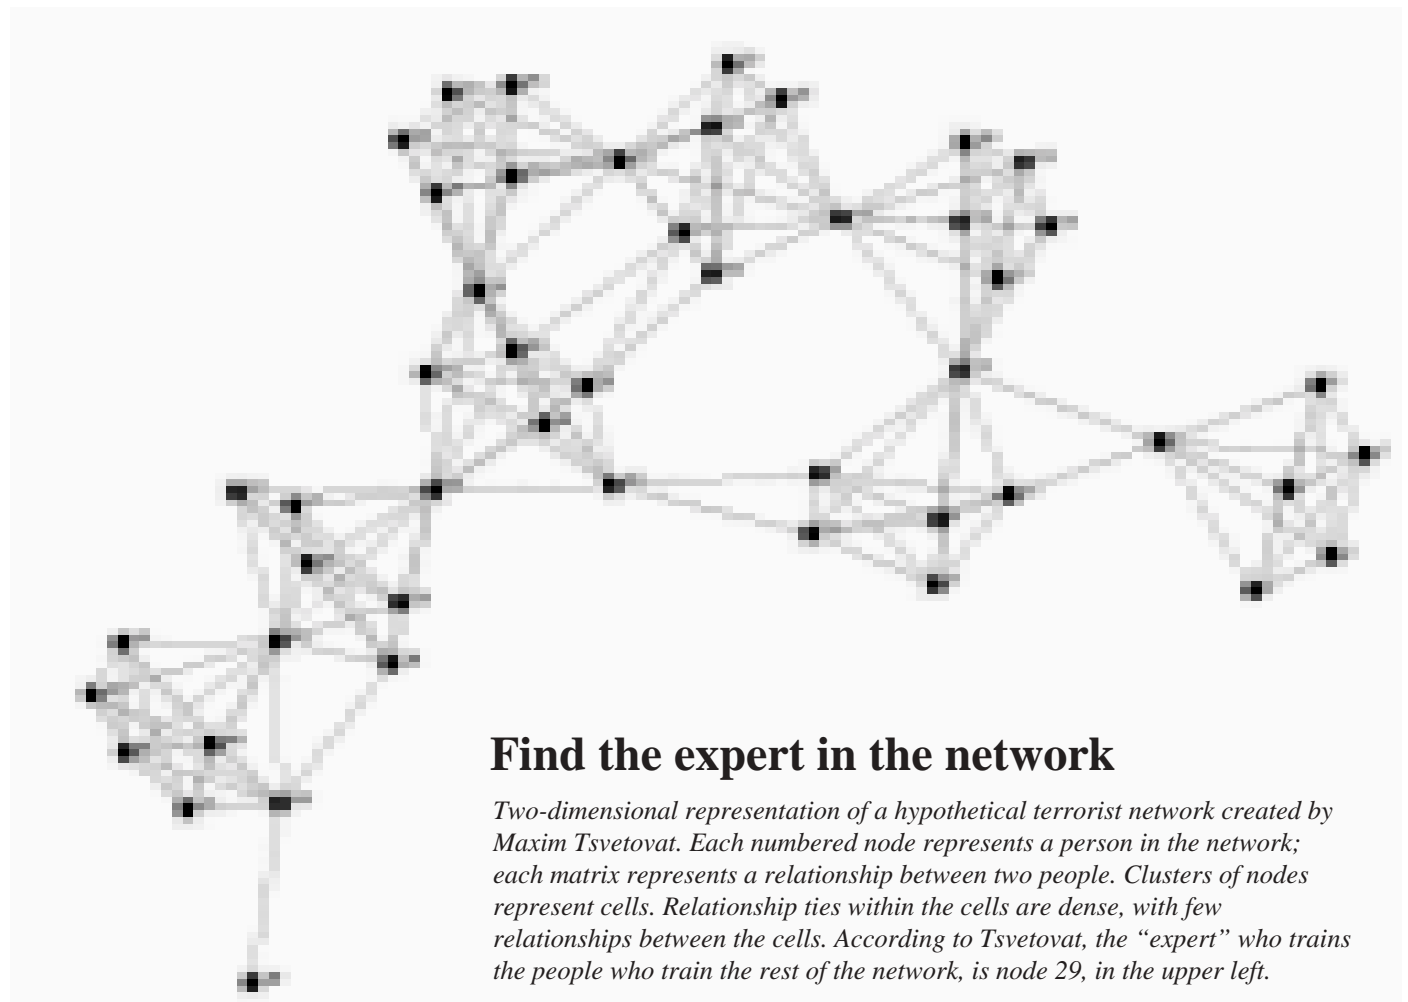 Find the expert in the network
Two-dimensional representation of a hypothetical terrorist network created by
Maxim Tsvetovat. Each numbered node represents a person in the network;
each matrix represents a relationship between two people. Clusters of nodes
represent cells. Relationship ties within the cells are dense, with few
relationships between the cells. According to Tsvetovat, the “expert” who trains
the people who train the rest of the network, is node 29, in the upper left.